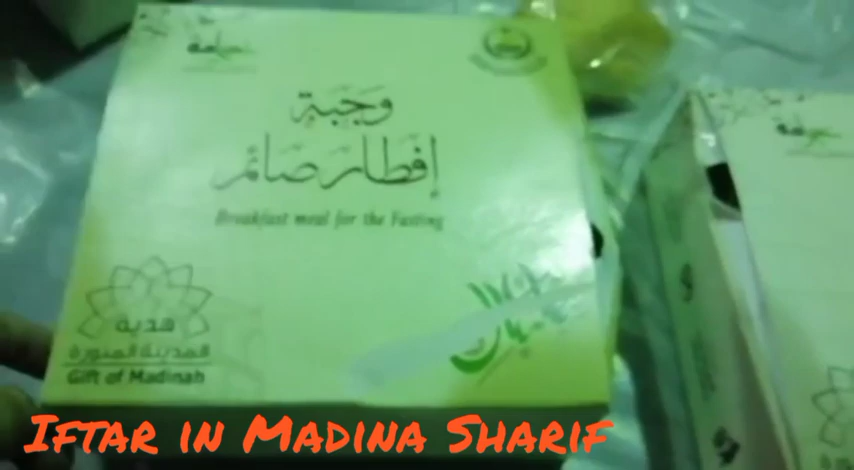 وجبة
إفطار صائم
Breakfast meal for the Fasting
هدية
المدينة المنورة
Gift of Madinah
Iftar in Madina Sharif